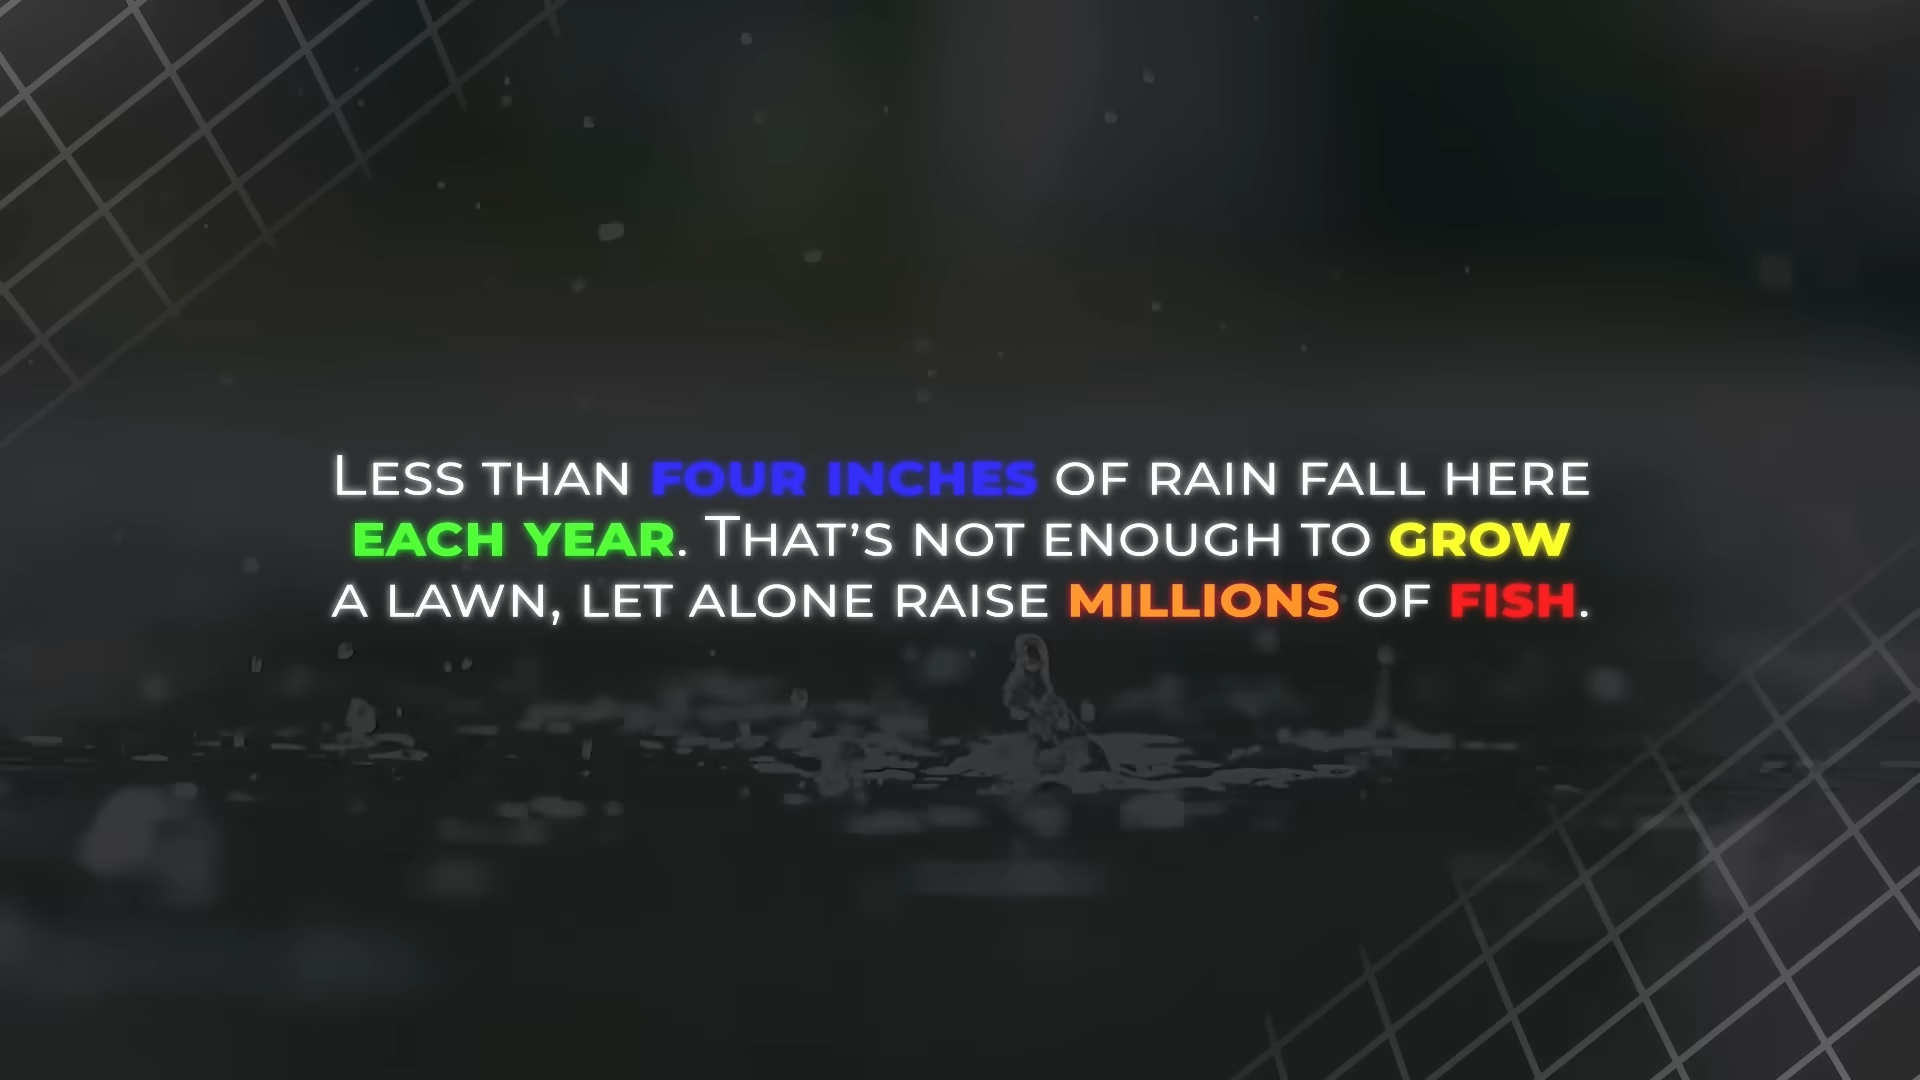 Less than FOUR INCHES of rain fall here
EACH YEAR. That's not enough to GROW
a lawn, let alone raise MILLIONS of FISH.